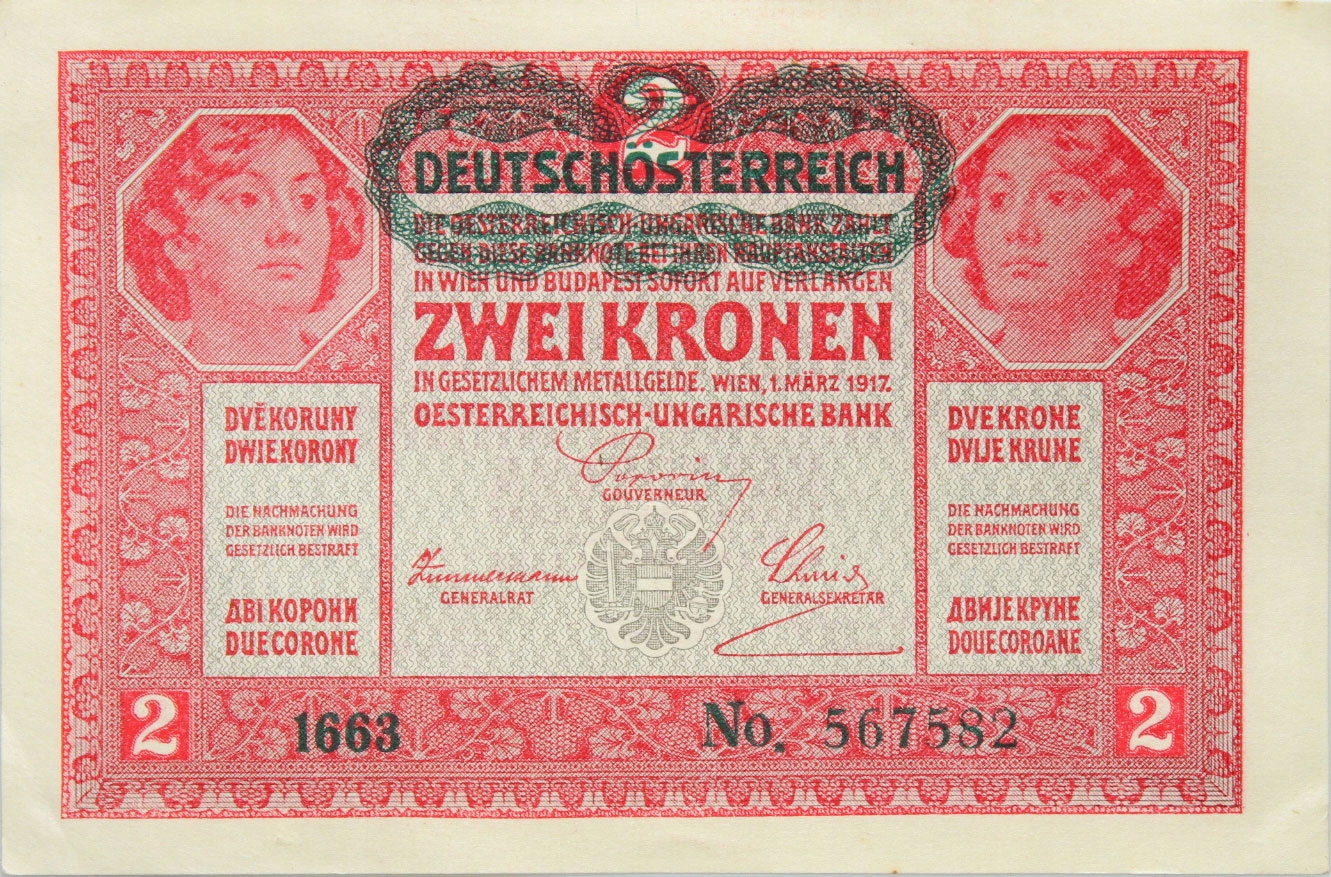 2
DEUTSCHÖSTERREICH
DIE OESTERREICHISCH-UNGARISCHE BANK ZAHLT
GEGEN DIESE BANKNOTE BEI IHREN HAUPTANSTALTEN
IN WIEN UND BUDAPEST SOFORT AUF VERLANGEN
ZWEI KRONEN
IN GESETZLICHEM METALLGELDE. WIEN, 1. MÄRZ 1917.
OESTERREICHISCH-UNGARISCHE BANK
Popovics
GOUVERNEUR
Zimmermann
GENERALRAT
Schmid
GENERALSEKRETÄR
DVĚ KORUNY
DWIE KORONY
DIE NACHMACHUNG
DER BANKNOTEN WIRD
GESETZLICH BESTRAFT
ДВІ КОРОНИ
DUE CORONE
DVE KRONE
DVIJE KRUNE
DIE NACHMACHUNG
DER BANKNOTEN WIRD
GESETZLICH BESTRAFT
ДВИЈЕ КРУНЕ
DOUE COROANE
2
1663
No. 567582
2